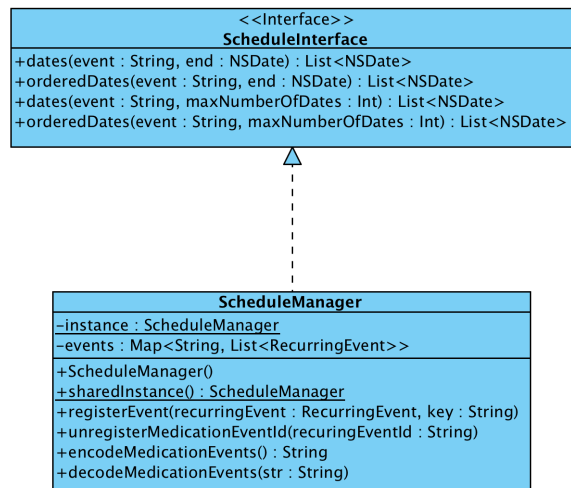 <<Interface>>
ScheduleInterface
+dates(event : String, end : NSDate) : List<NSDate>
+orderedDates(event : String, end : NSDate) : List<NSDate>
+dates(event : String, maxNumberOfDates : Int) : List<NSDate>
+orderedDates(event : String, maxNumberOfDates : Int) : List<NSDate>
ScheduleManager
-instance : ScheduleManager
-events : Map<String, List<RecurringEvent>>
+ScheduleManager()
+sharedInstance() : ScheduleManager
+registerEvent(recurringEvent : RecurringEvent, key : String)
+unregisterMedicationEventId(recuringEventId : String)
+encodeMedicationEvents() : String
+decodeMedicationEvents(str : String)